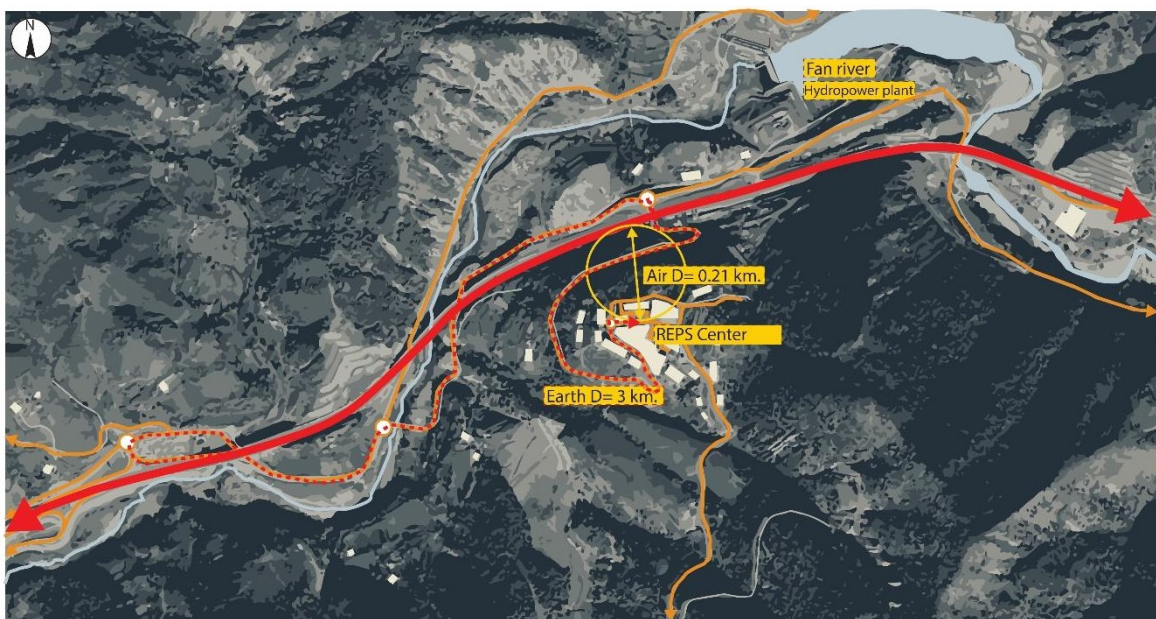 N
Fan river
Hydropower plant
Air D= 0.21 km.
REPS Center
Earth D= 3 km.